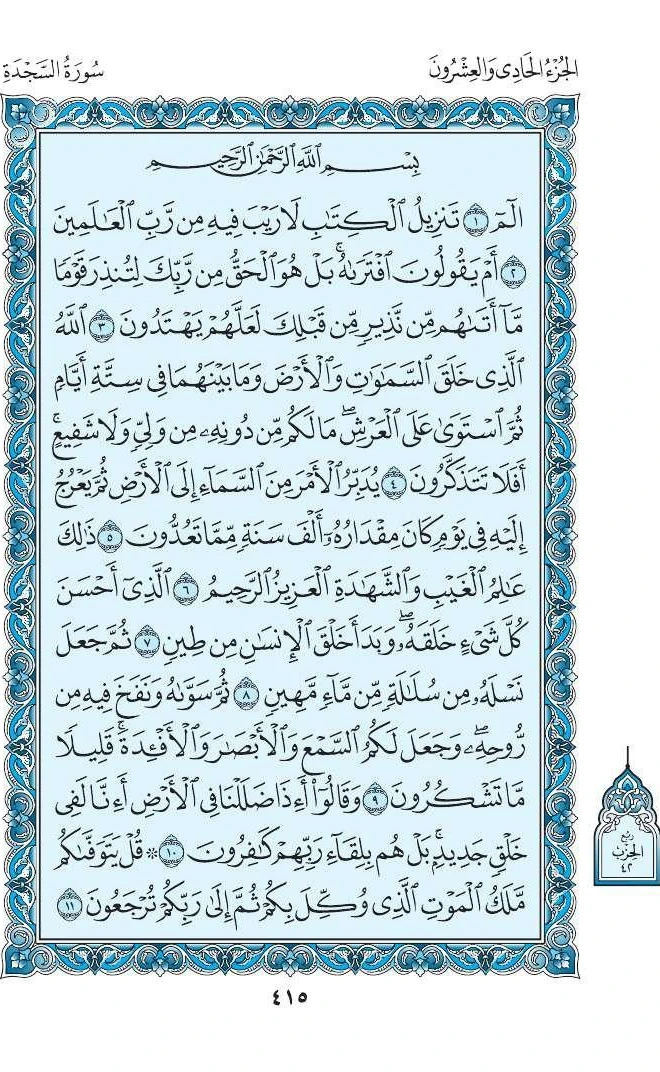 الجُزْءُ الحَادِى وَالعِشْرُونَ
سُورَةُ السَّجْدَةِ
بِسْمِ ٱللَّهِ ٱلرَّحْمَٰنِ ٱلرَّحِيمِ
الٓمٓ ١ تَنزِيلُ ٱلْكِتَٰبِ لَا رَيْبَ فِيهِ مِن رَّبِّ ٱلْعَٰلَمِينَ
٢ أَمْ يَقُولُونَ ٱفْتَرَىٰهُ ۚ بَلْ هُوَ ٱلْحَقُّ مِن رَّبِّكَ لِتُنذِرَ قَوْمًا
مَّآ أَتَىٰهُم مِّن نَّذِيرٍ مِّن قَبْلِكَ لَعَلَّهُمْ يَهْتَدُونَ ٣ ٱللَّهُ
ٱلَّذِى خَلَقَ ٱلسَّمَٰوَٰتِ وَٱلْأَرْضَ وَمَا بَيْنَهُمَا فِى سِتَّةِ أَيَّامٍ
ثُمَّ ٱسْتَوَىٰ عَلَى ٱلْعَرْشِ ۖ مَا لَكُم مِّن دُونِهِۦ مِن وَلِىٍّ وَلَا شَفِيعٍ ۚ
أَفَلَا تَتَذَكَّرُونَ ٤ يُدَبِّرُ ٱلْأَمْرَ مِنَ ٱلسَّمَآءِ إِلَى ٱلْأَرْضِ ثُمَّ يَعْرُجُ
إِلَيْهِ فِى يَوْمٍ كَانَ مِقْدَارُهُۥٓ أَلْفَ سَنَةٍ مِّمَّا تَعُدُّونَ ٥ ذَٰلِكَ
عَٰلِمُ ٱلْغَيْبِ وَٱلشَّهَٰدَةِ ٱلْعَزِيزُ ٱلرَّحِيمُ ٦ ٱلَّذِىٓ أَحْسَنَ
كُلَّ شَىْءٍ خَلَقَهُۥ ۖ وَبَدَأَ خَلْقَ ٱلْإِنسَٰنِ مِن طِينٍ ٧ ثُمَّ جَعَلَ
نَسْلَهُۥ مِن سُلَٰلَةٍ مِّن مَّآءٍ مَّهِينٍ ٨ ثُمَّ سَوَّىٰهُ وَنَفَخَ فِيهِ مِن
رُّوحِهِۦ ۖ وَجَعَلَ لَكُمُ ٱلسَّمْعَ وَٱلْأَبْصَٰرَ وَٱلْأَفْـِٔدَةَ ۚ قَلِيلًا
مَّا تَشْكُرُونَ ٩ وَقَالُوٓا۟ أَءِذَا ضَلَلْنَا فِى ٱلْأَرْضِ أَءِنَّا لَفِى
خَلْقٍ جَدِيدٍۭ ۚ بَلْ هُم بِلِقَآءِ رَبِّهِمْ كَٰفِرُونَ ١٠ ۞ قُلْ يَتَوَفَّىٰكُم
مَّلَكُ ٱلْمَوْتِ ٱلَّذِى وُكِّلَ بِكُمْ ثُمَّ إِلَىٰ رَبِّكُمْ تُرْجَعُونَ ١١
ربع
الحزب
٤٢
٤١٥